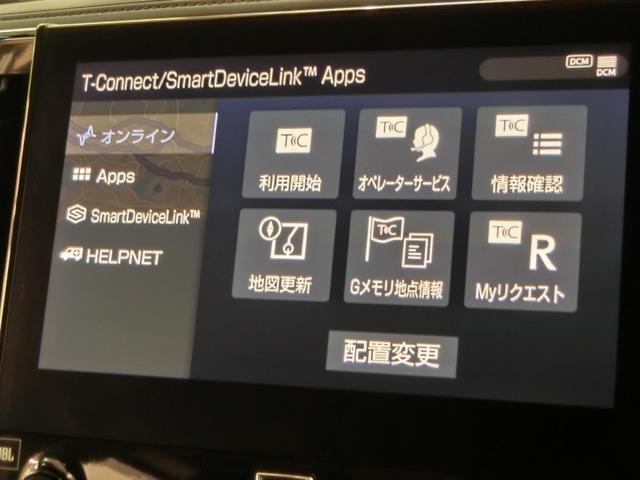 T-Connect/SmartDeviceLink™ Apps
DCM
DCM
オンライン
Apps
SmartDeviceLink™
HELPNET
T C
利用開始
T C
オペレーターサービス
T C
情報確認
地図更新
T C
Gメモリ地点情報
T C
R
Myリクエスト
配置変更
JBL